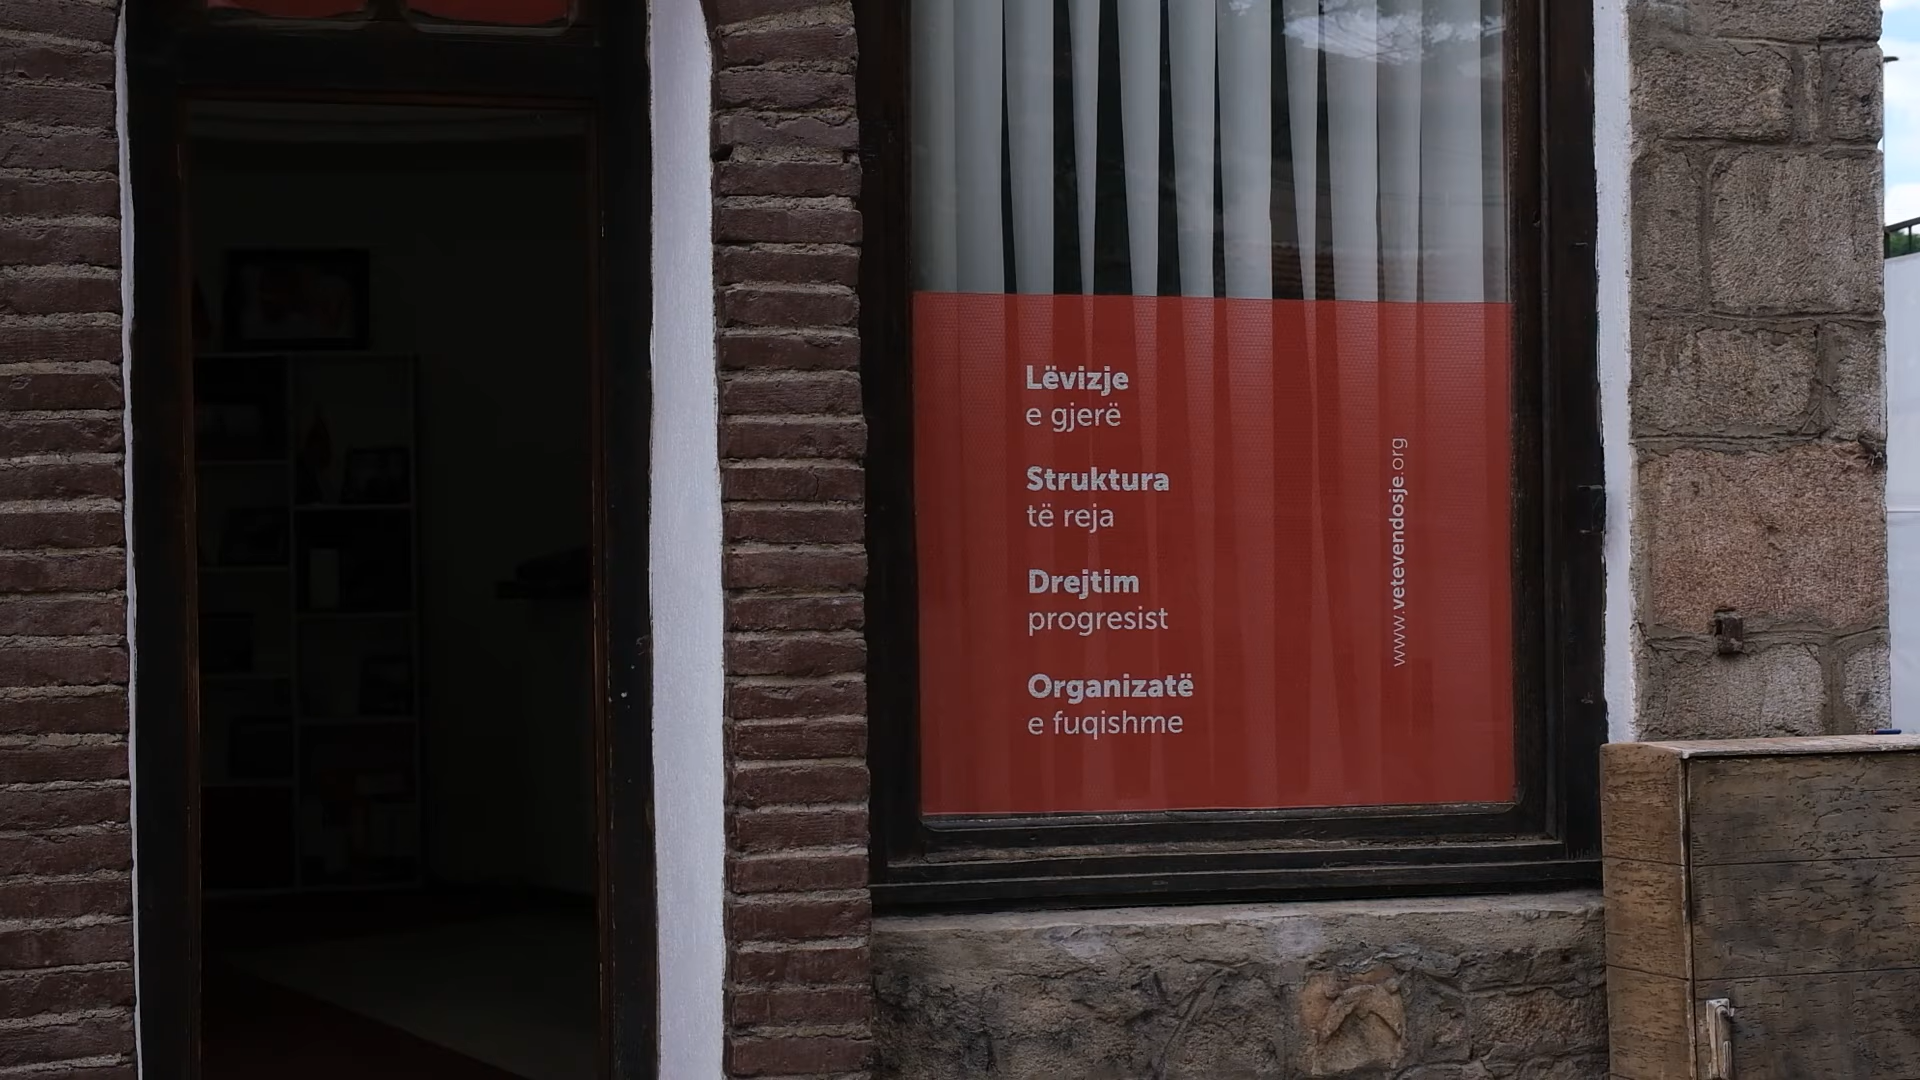 Lëvizje
e gjerë
Struktura
të reja
Drejtim
progresist
Organizatë
e fuqishme
www.vetevendosje.org